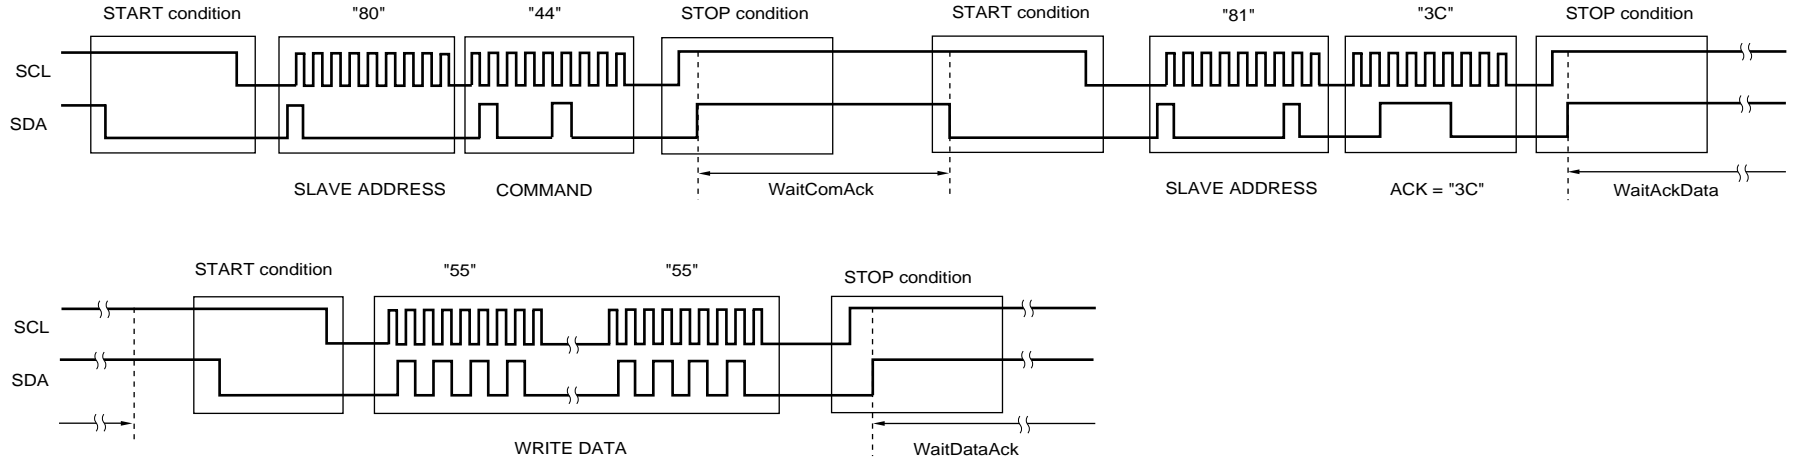 START condition "80" "44" STOP condition START condition "81" "3C" STOP condition
SCL
SDA
SLAVE ADDRESS COMMAND WaitComAck SLAVE ADDRESS ACK = "3C" WaitAckData
START condition "55" "55" STOP condition
SCL
SDA
WRITE DATA WaitDataAck